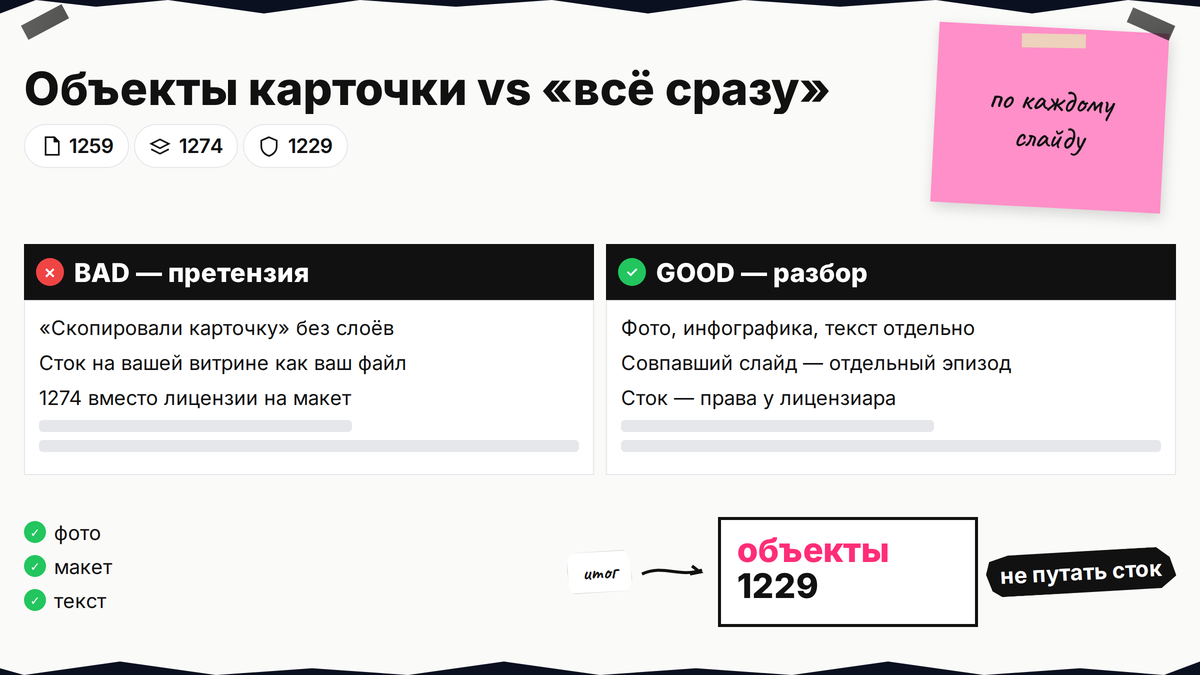 Объекты карточки vs «всё сразу»
1259 1274 1229
по каждому
слайду
BAD — претензия
«Скопировали карточку» без слоёв
Сток на вашей витрине как ваш файл
1274 вместо лицензии на макет
GOOD — разбор
Фото, инфографика, текст отдельно
Совпавший слайд — отдельный эпизод
Сток — права у лицензиара
фото
макет
текст
итог
объекты
1229
не путать сток